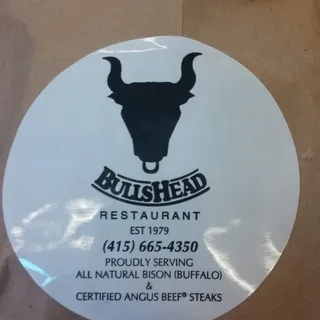 BULLSHEAD
RESTAURANT
EST 1979
(415) 665-4350
PROUDLY SERVING
ALL NATURAL BISON (BUFFALO)
&
CERTIFIED ANGUS BEEF® STEAKS